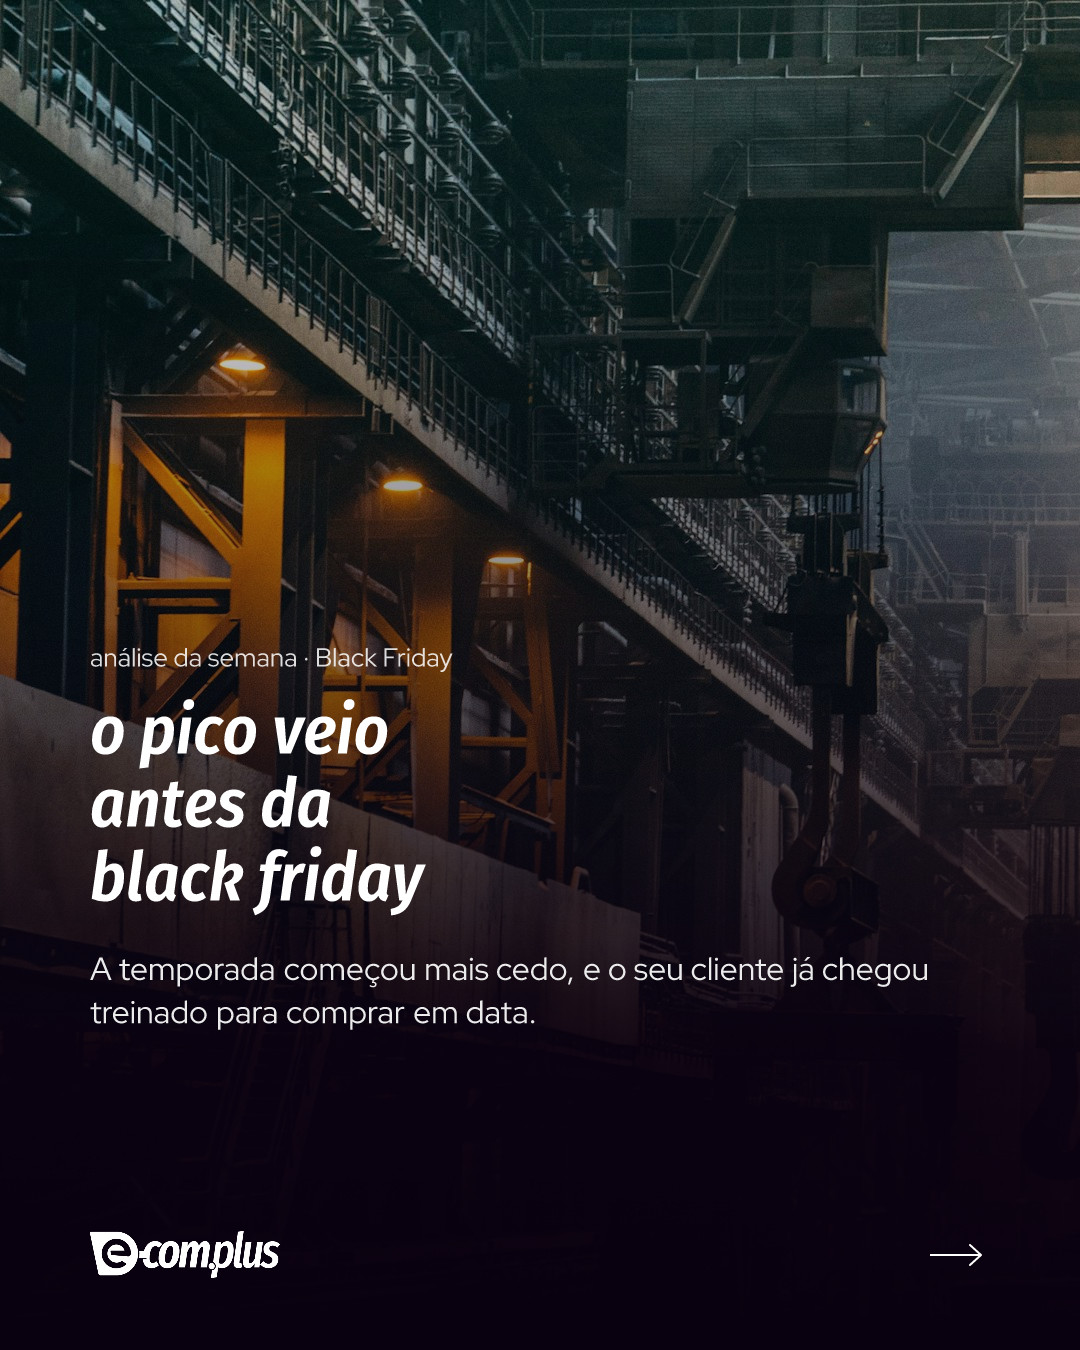 análise da semana · Black Friday
o pico veio
antes da
black friday
A temporada começou mais cedo, e o seu cliente já chegou
treinado para comprar em data.
e-com.plus